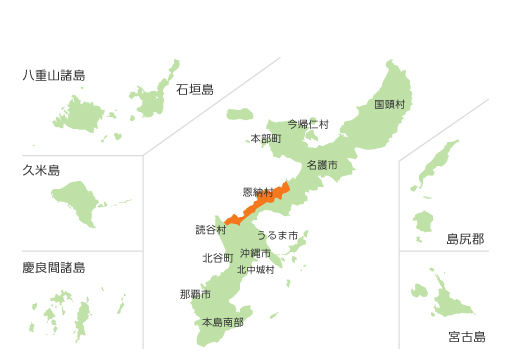 八重山諸島
石垣島
国頭村
今帰仁村
本部町
名護市
久米島
恩納村
読谷村
うるま市
島尻郡
沖縄市
北谷町
北中城村
慶良間諸島
那覇市
本島南部
宮古島